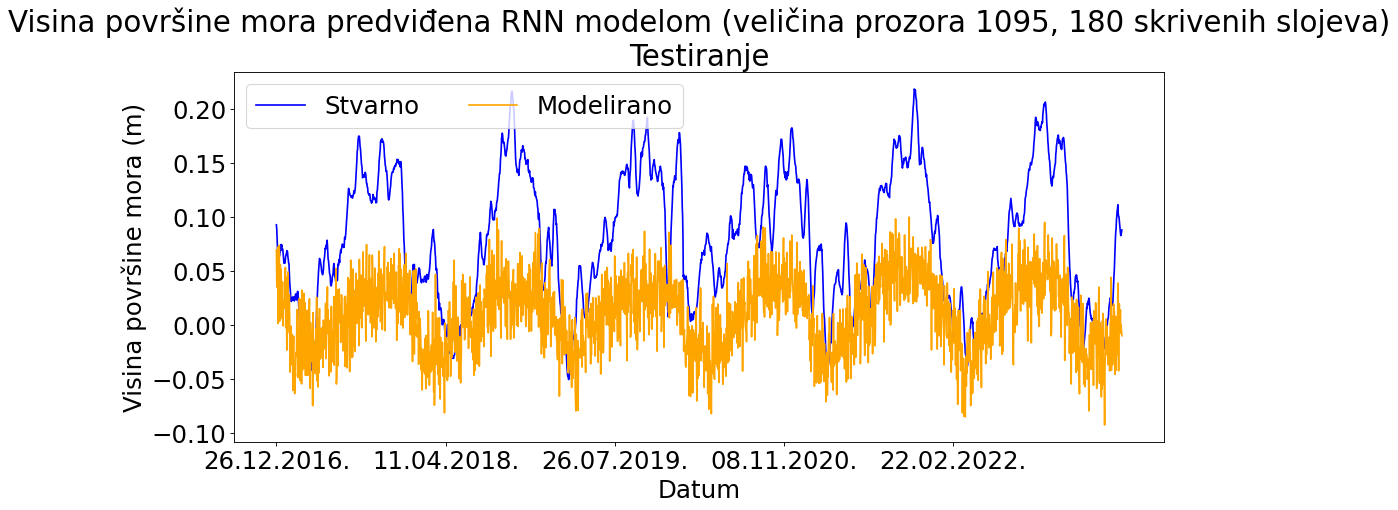 Visina površine mora predviđena RNN modelom (veličina prozora 1095, 180 skrivenih slojeva)
Testiranje
Stvarno
Modelirano
Visina površine mora (m)
0.20
0.15
0.10
0.05
0.00
−0.05
−0.10
26.12.2016.
11.04.2018.
26.07.2019.
08.11.2020.
22.02.2022.
Datum